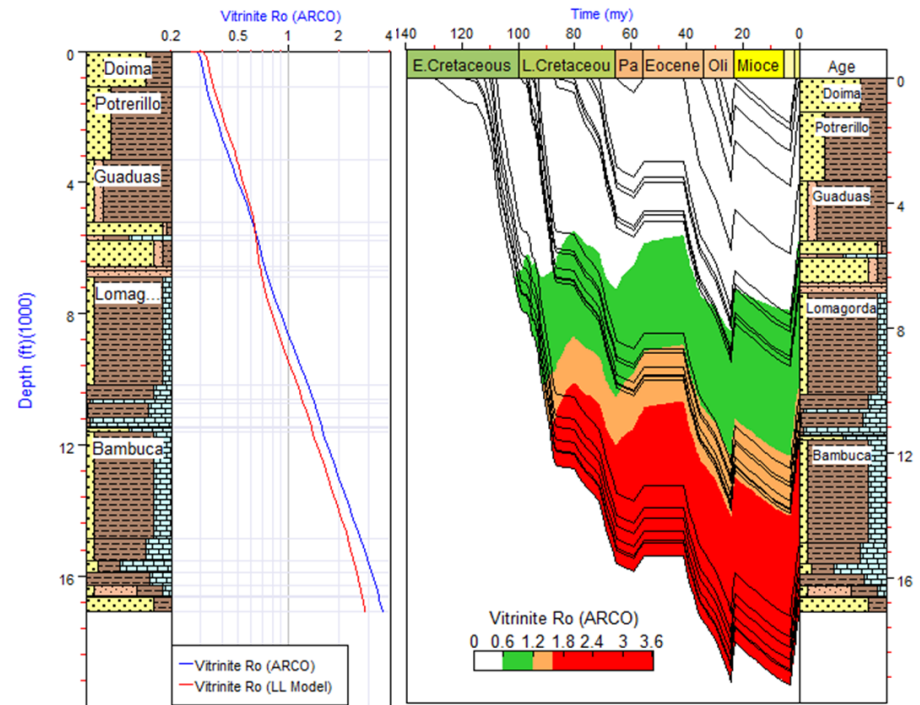 Vitrinite Ro (ARCO)
0.2 0.5 1 2 4
Time (my)
140 120 100 80 60 40 20 0
E.Cretaceous L.Cretaceou Pa Eocene Oli Mioce Age
0
4
8
12
16
Depth (ft)(1000)
Doima
Potrerillo
Guaduas
Lomag...
Bambuca
0
4
8
12
16
Doima
Potrerillo
Guaduas
Lomagorda
Bambuca
Vitrinite Ro (ARCO)
0 0.6 1.2 1.8 2.4 3 3.6
Vitrinite Ro (ARCO)
Vitrinite Ro (LL Model)